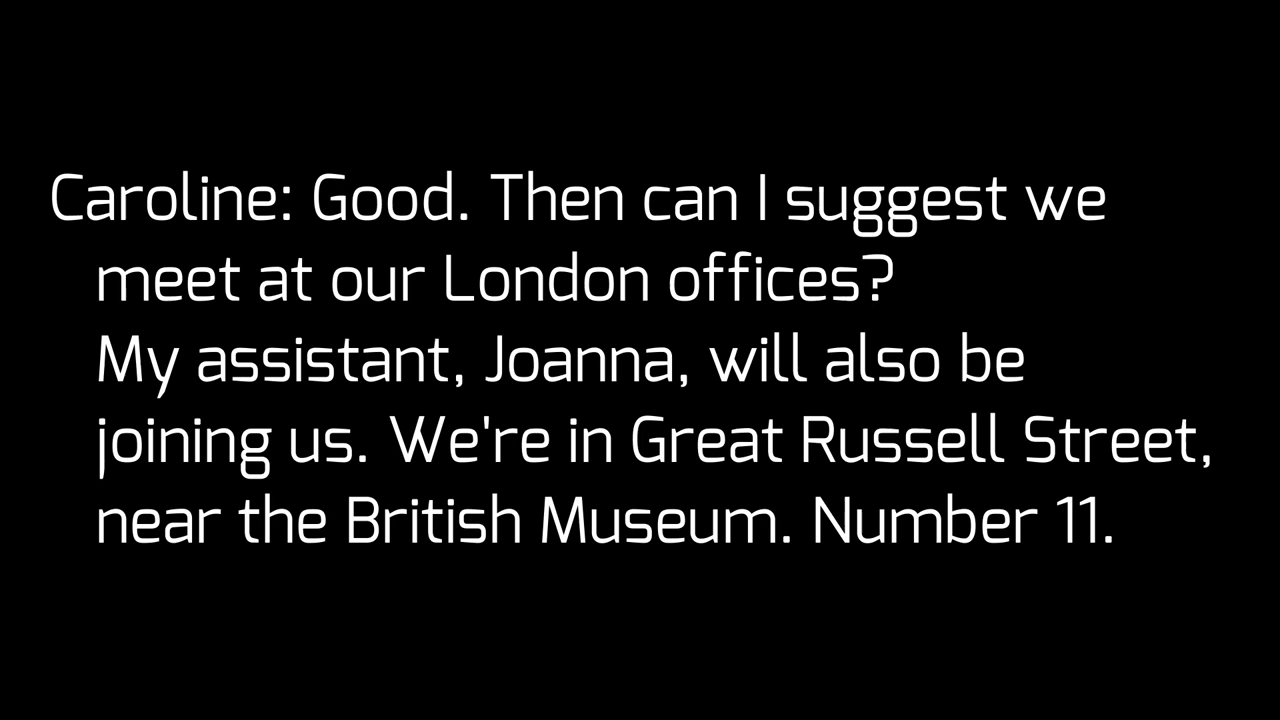 Caroline: Good. Then can I suggest we
meet at our London offices?
My assistant, Joanna, will also be
joining us. We're in Great Russell Street,
near the British Museum. Number 11.